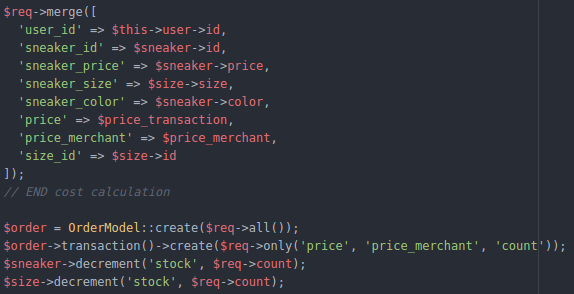 $req->merge([
'user_id' => $this->user->id,
'sneaker_id' => $sneaker->id,
'sneaker_price' => $sneaker->price,
'sneaker_size' => $size->size,
'sneaker_color' => $sneaker->color,
'price' => $price_transaction,
'price_merchant' => $price_merchant,
'size_id' => $size->id
]);
// END cost calculation
$order = OrderModel::create($req->all());
$order->transaction()->create($req->only('price', 'price_merchant', 'count'));
$sneaker->decrement('stock', $req->count);
$size->decrement('stock', $req->count);